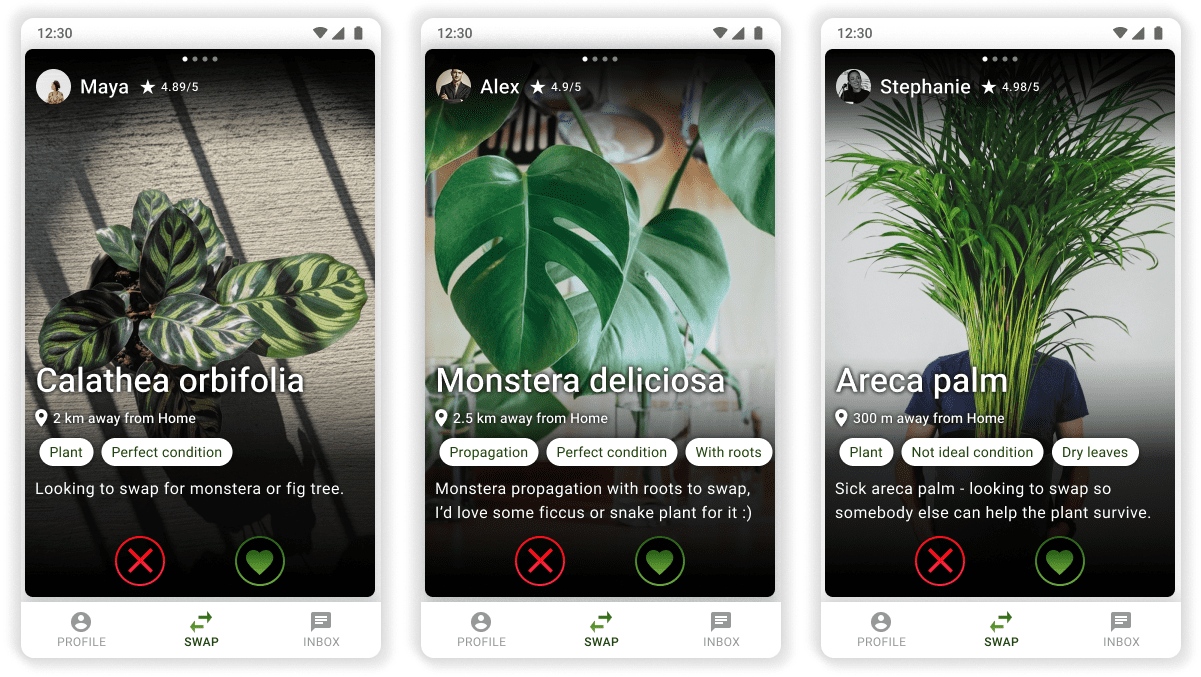 12:30
Maya ★ 4.89/5
Calathea orbifolia
2 km away from Home
Plant
Perfect condition
Looking to swap for monstera or fig tree.
PROFILE
SWAP
INBOX
12:30
Alex ★ 4.9/5
Monstera deliciosa
2.5 km away from Home
Propagation
Perfect condition
With roots
Monstera propagation with roots to swap,
I’d love some ficcus or snake plant for it :)
PROFILE
SWAP
INBOX
12:30
Stephanie ★ 4.98/5
Areca palm
300 m away from Home
Plant
Not ideal condition
Dry leaves
Sick areca palm - looking to swap so
somebody else can help the plant survive.
PROFILE
SWAP
INBOX